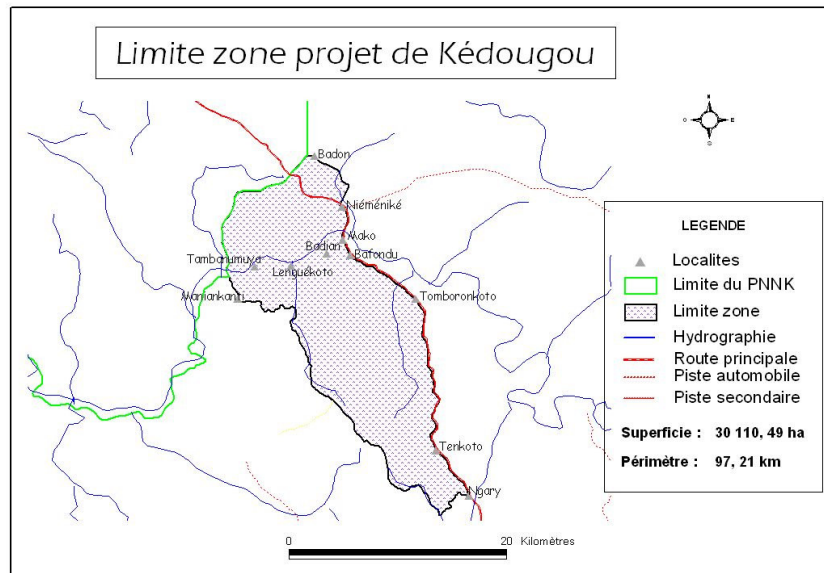 Limite zone projet de Kédougou
N
O
E
Badon
Niéméniké
Mako
Badian
Bafondu
Tambanumuya
Lenguékoto
Maniankanti
Tomboronkoto
Tenkoto
Ngary
LEGENDE
Localites
Limite du PNNK
Limite zone
Hydrographie
Route principale
Piste automobile
Piste secondaire
Superficie : 30 110, 49 ha
Périmètre : 97, 21 km
0
20 Kilomètres